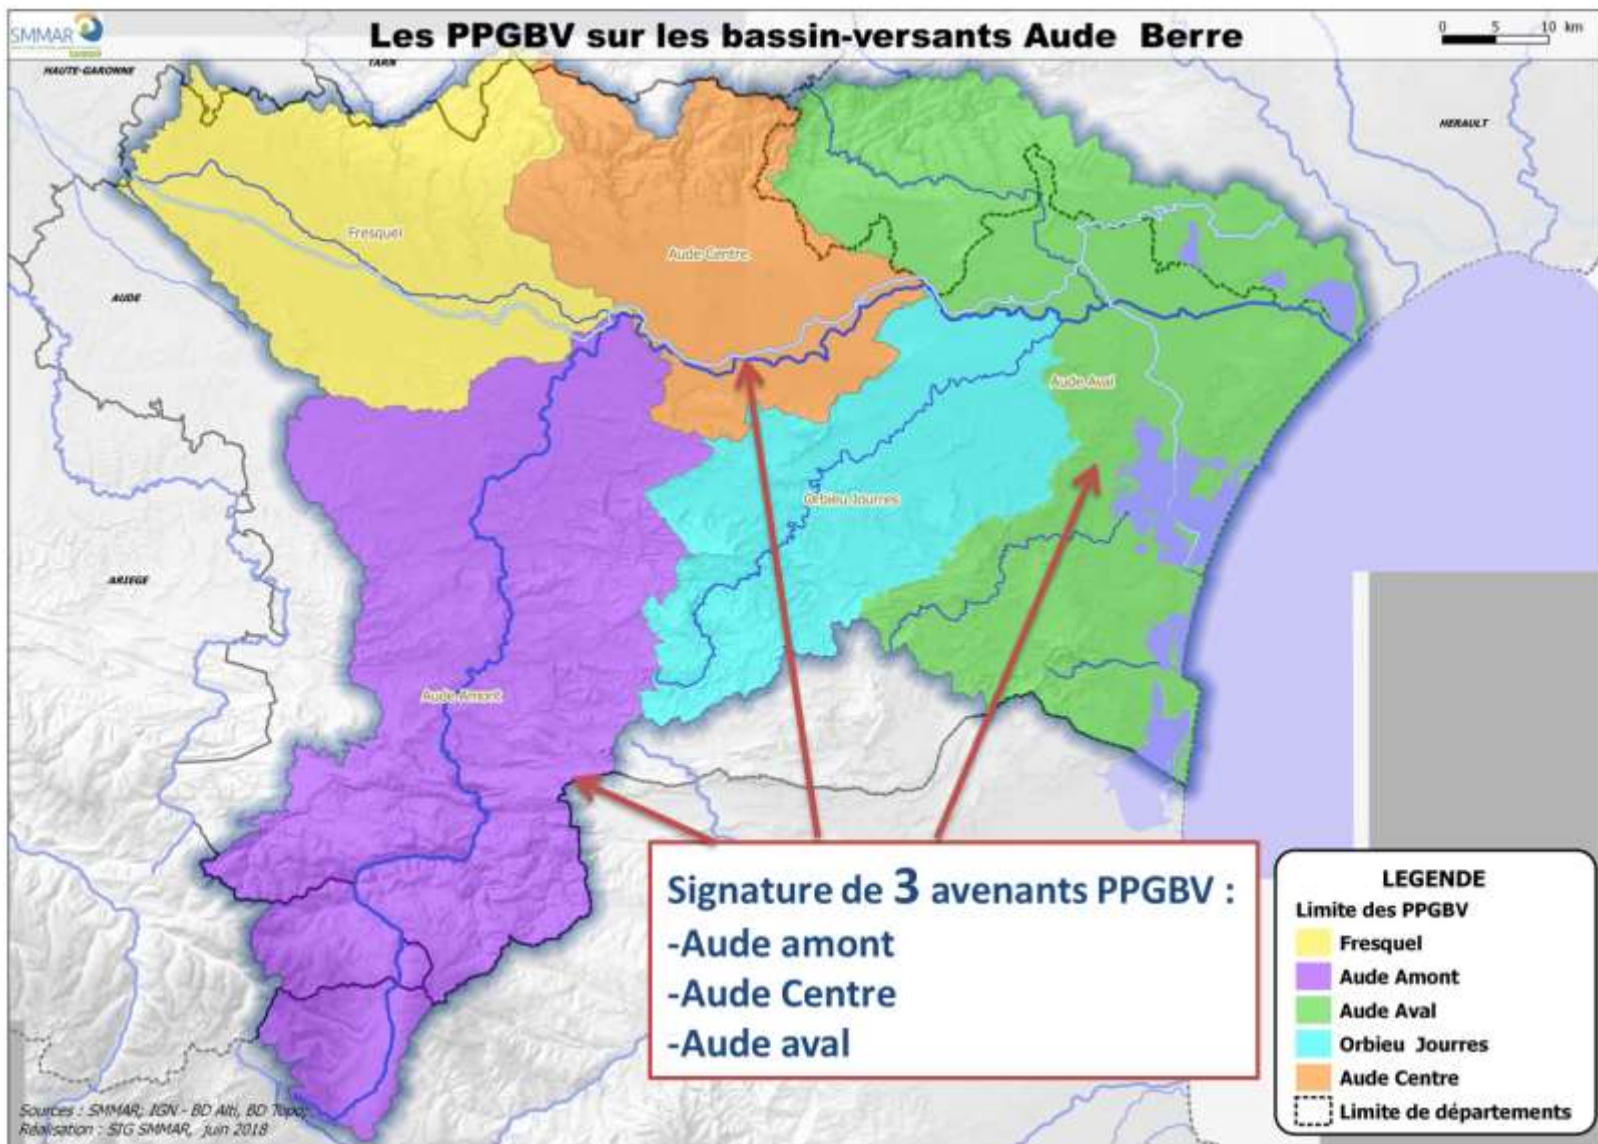 SMMAR
Les PPGBV sur les bassin-versants Aude Berre
0 5 10 km
HAUTE-GARONNE
TARN
HERAULT
Fresquel
Aude Centre
AUDE
Aude Aval
Orbieu Jourres
ARIEGE
Aude Amont
Signature de 3 avenants PPGBV :
-Aude amont
-Aude Centre
-Aude aval
LEGENDE
Limite des PPGBV
Fresquel
Aude Amont
Aude Aval
Orbieu Jourres
Aude Centre
Limite de départements
Sources : SMMAR; IGN - BD Alti, BD Topo;
Réalisation : SIG SMMAR, juin 2018